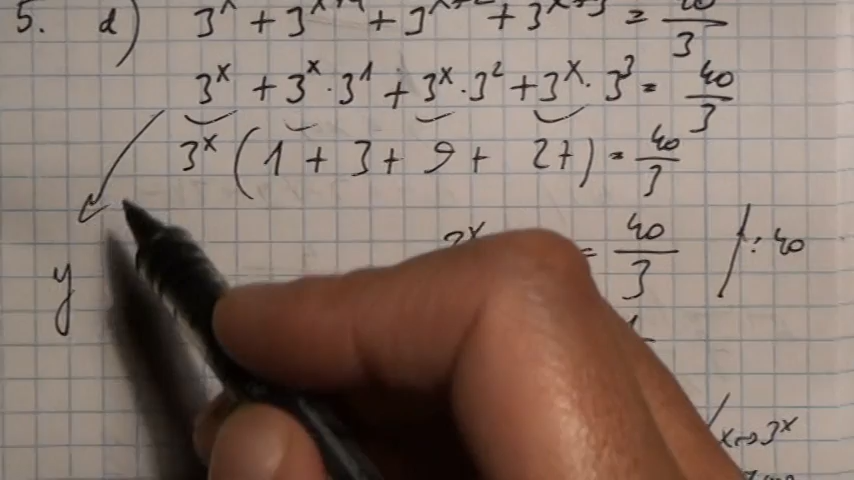 5. d) 3^x + 3^(x+1) + 3^(x+2) + 3^(x+3) = 40/3
3^x + 3^x · 3^1 + 3^x · 3^2 + 3^x · 3^3 = 40/3
3^x ( 1 + 3 + 9 + 27 ) = 40/3
= 40/3 / : 40
y
x ↦ 3^x